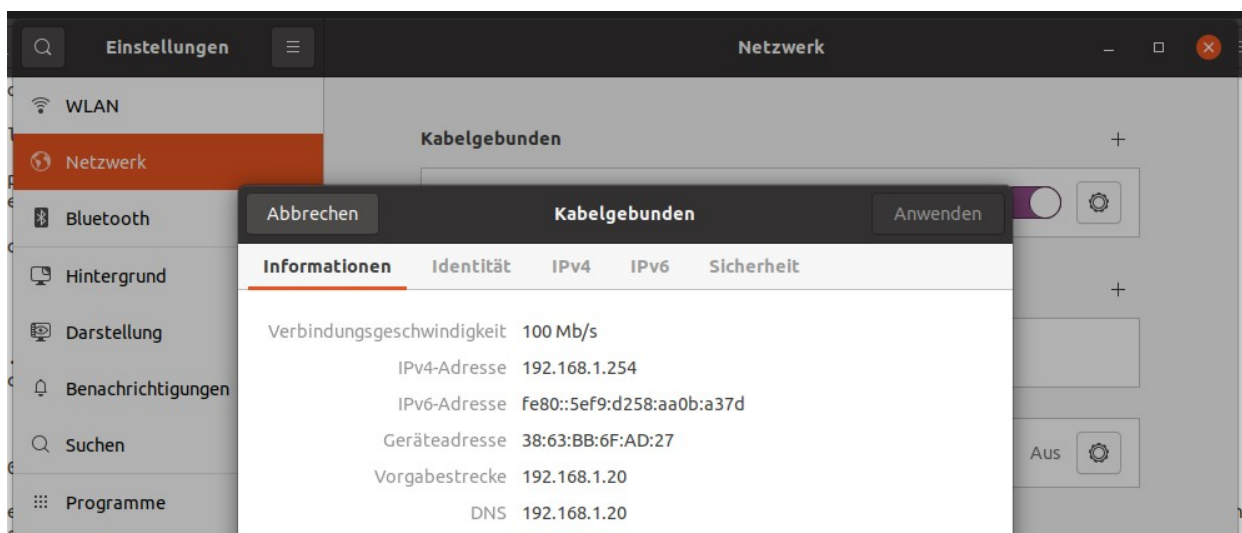 Einstellungen
Netzwerk
WLAN
Netzwerk
Bluetooth
Hintergrund
Darstellung
Benachrichtigungen
Suchen
Programme
Kabelgebunden
Abbrechen
Kabelgebunden
Anwenden
Informationen Identität IPv4 IPv6 Sicherheit
Verbindungsgeschwindigkeit 100 Mb/s
IPv4-Adresse 192.168.1.254
IPv6-Adresse fe80::5ef9:d258:aa0b:a37d
Geräteadresse 38:63:BB:6F:AD:27
Vorgabestrecke 192.168.1.20
DNS 192.168.1.20
Aus